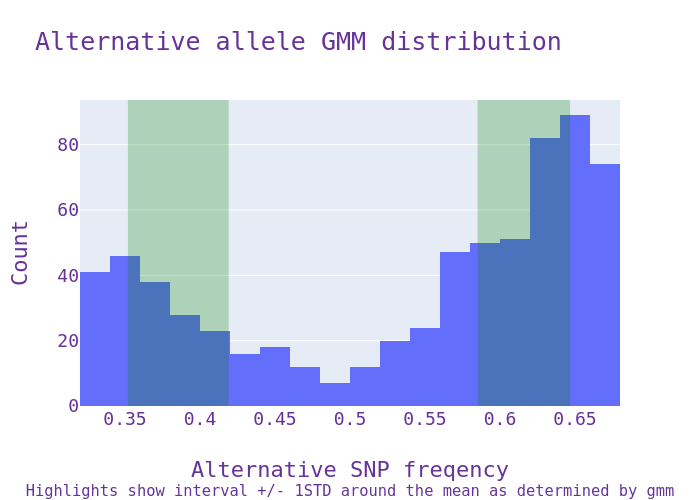 Alternative allele GMM distribution
Count
80
60
40
20
0
0.35 0.4 0.45 0.5 0.55 0.6 0.65
Alternative SNP freqency
Highlights show interval +/- 1STD around the mean as determined by gmm